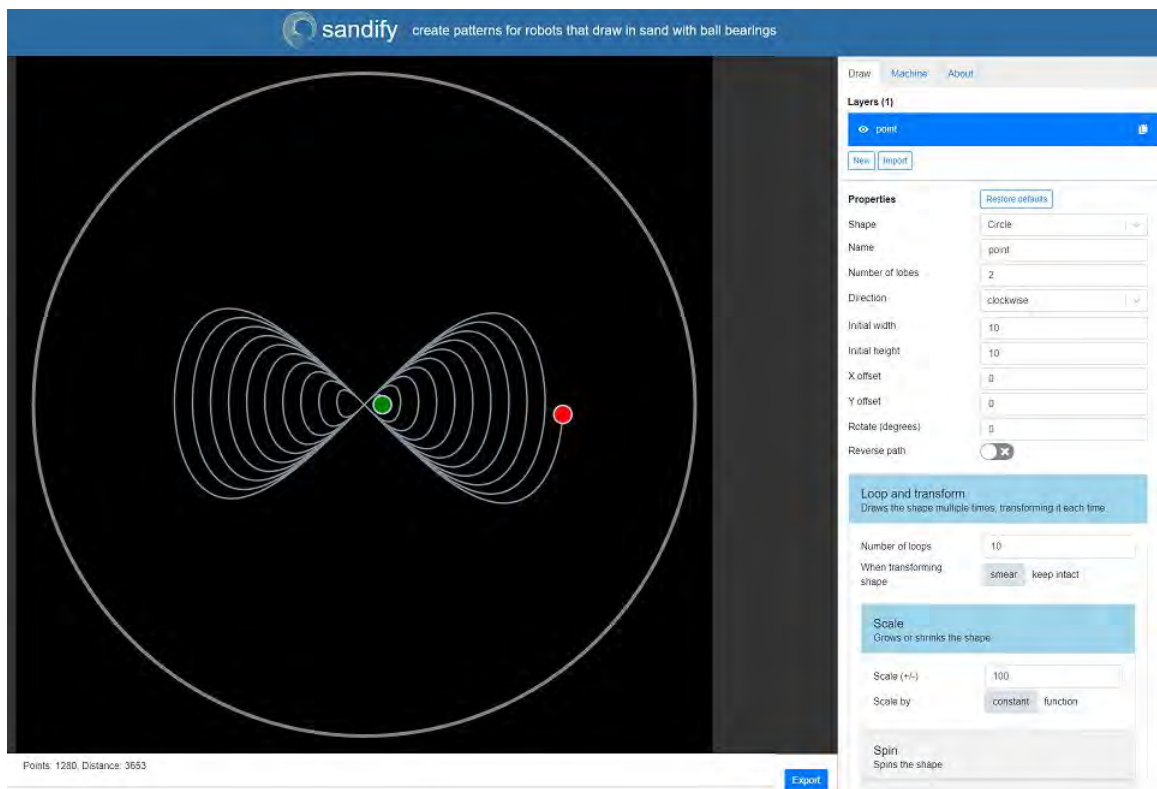 sandify create patterns for robots that draw in sand with ball bearings
Draw Machine About
Layers (1)
point
New Import
Properties Restore defaults
Shape Circle
Name point
Number of lobes 2
Direction clockwise
Initial width 10
Initial height 10
X offset 0
Y offset 0
Rotate (degrees) 0
Reverse path
Loop and transform
Draws the shape multiple times, transforming it each time
Number of loops 10
When transforming
shape smear keep intact
Scale
Grows or shrinks the shape
Scale (+/-) 100
Scale by constant function
Spin
Spins the shape
Points: 1280, Distance: 3653
Export